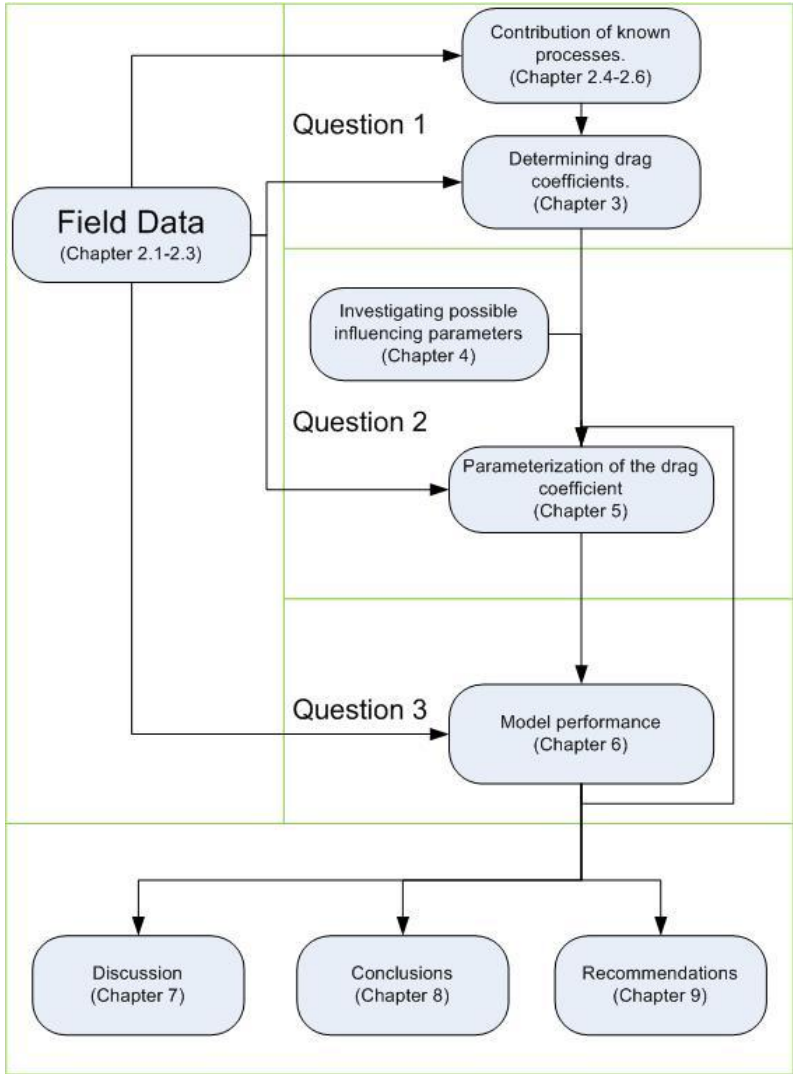 Contribution of known
processes.
(Chapter 2.4-2.6)
Question 1
Determining drag
coefficients.
(Chapter 3)
Field Data
(Chapter 2.1-2.3)
Investigating possible
influencing parameters
(Chapter 4)
Question 2
Parameterization of the drag
coefficient
(Chapter 5)
Question 3
Model performance
(Chapter 6)
Discussion
(Chapter 7)
Conclusions
(Chapter 8)
Recommendations
(Chapter 9)